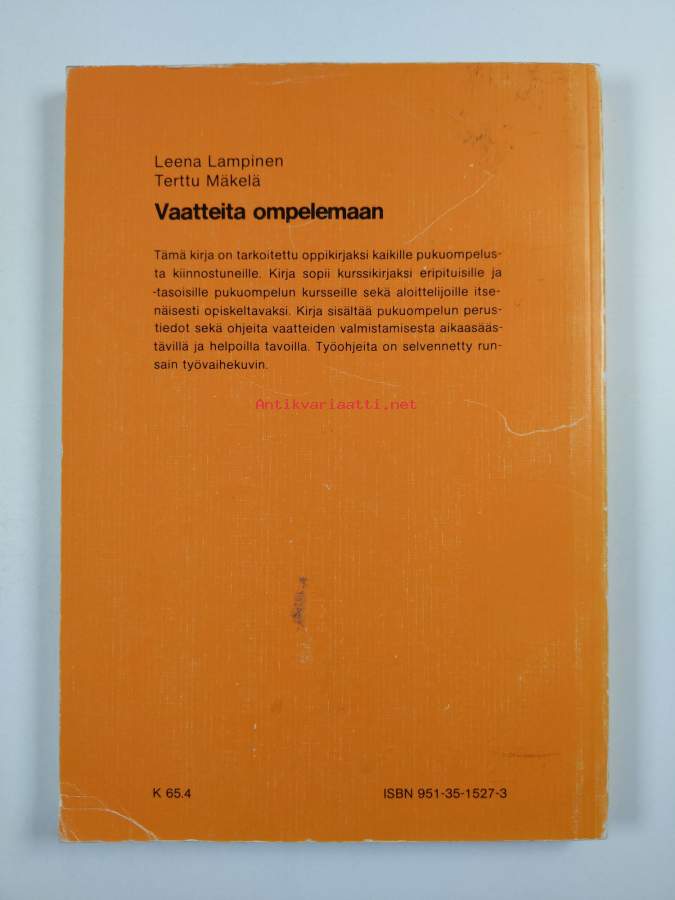 Leena Lampinen
Terttu Mäkelä
Vaatteita ompelemaan
Tämä kirja on tarkoitettu oppikirjaksi kaikille pukuompelus-
ta kiinnostuneille. Kirja sopii kurssikirjaksi eripituisille ja
-tasoisille pukuompelun kursseille sekä aloittelijoille itse-
näisesti opiskeltavaksi. Kirja sisältää pukuompelun perus-
tiedot sekä ohjeita vaatteiden valmistamisesta aikaasääs-
tävillä ja helpoilla tavoilla. Työohjeita on selvennetty run-
sain työvaihekuvin.
Antikvariaatti.net
K 65.4
ISBN 951-35-1527-3